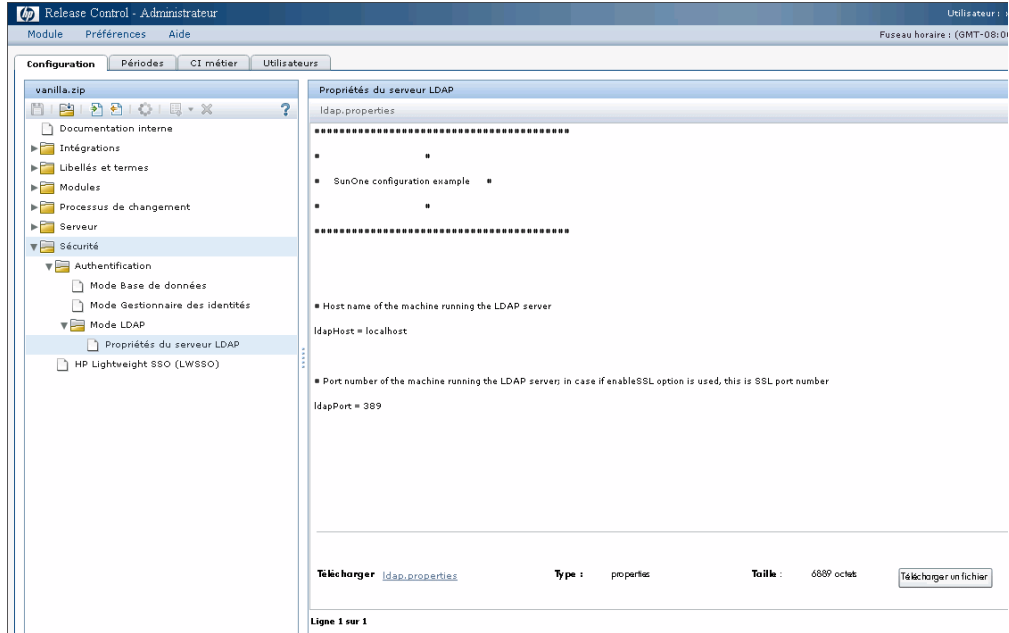 hp Release Control - Administrateur
Utilisateur :
Module Préférences Aide
Fuseau horaire : (GMT-08:0
Configuration Périodes CI métier Utilisateurs
vanilla.zip
?
Documentation interne
Intégrations
Libellés et termes
Modules
Processus de changement
Serveur
Sécurité
Authentification
Mode Base de données
Mode Gestionnaire des identités
Mode LDAP
Propriétés du serveur LDAP
HP Lightweight SSO (LWSSO)
Propriétés du serveur LDAP
ldap.properties
##########################################
# #
# SunOne configuration example #
# #
##########################################
# Host name of the machine running the LDAP server
ldapHost = localhost
# Port number of the machine running the LDAP server; in case if enableSSL option is used, this is SSL port number
ldapPort = 389
Télécharger ldap.properties Type : properties Taille : 6889 octets Télécharger un fichier
Ligne 1 sur 1